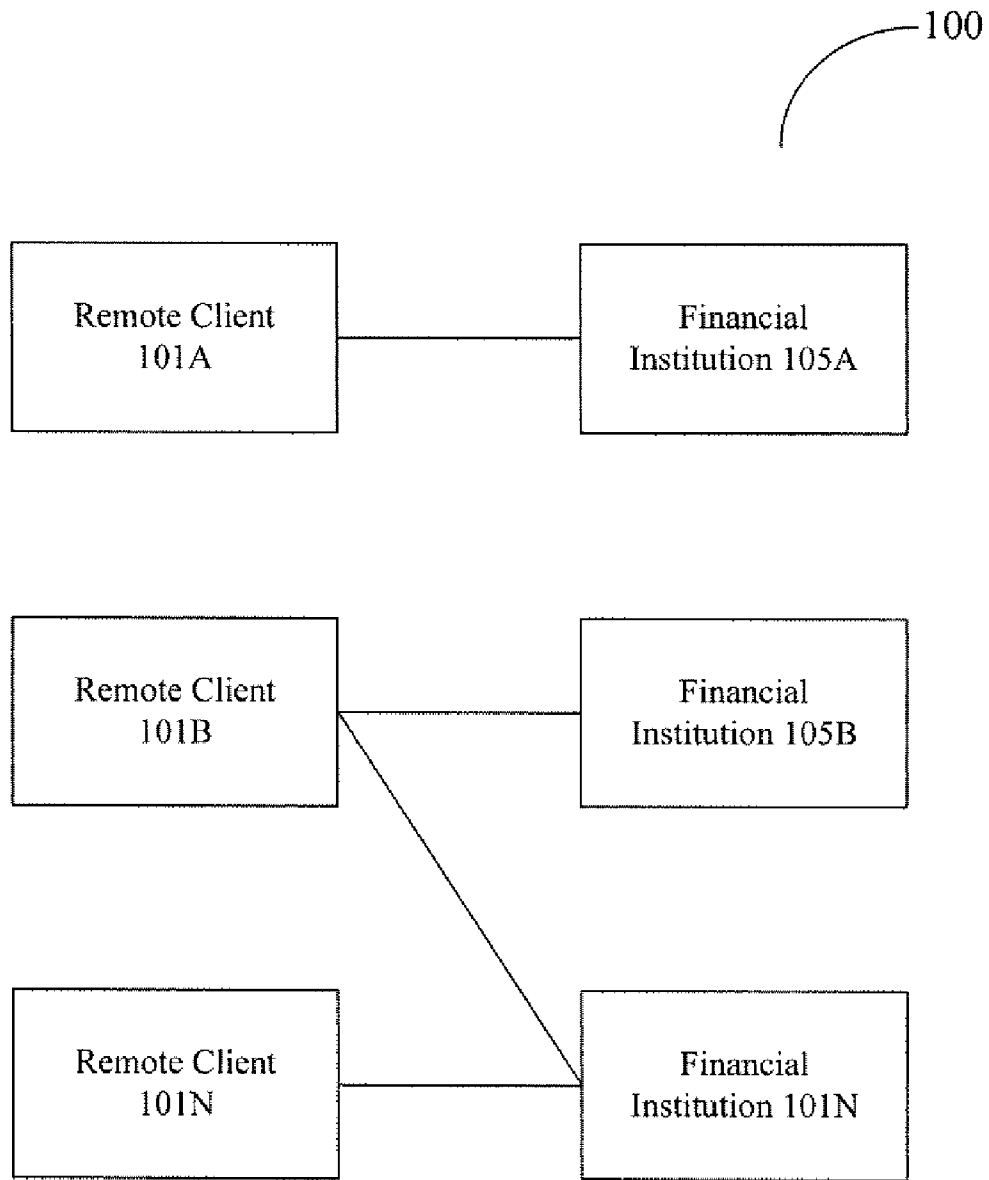 100
Remote Client
101A
Financial
Institution 105A
Remote Client
101B
Financial
Institution 105B
Remote Client
101N
Financial
Institution 101N